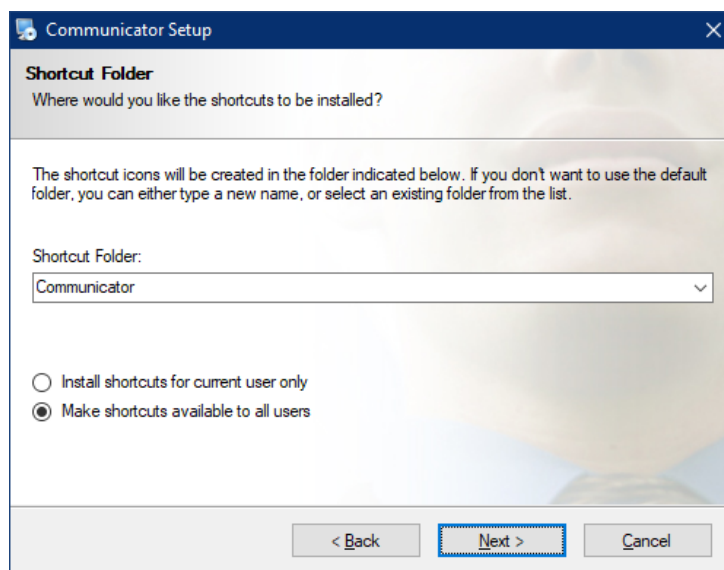 Communicator Setup
Shortcut Folder
Where would you like the shortcuts to be installed?
The shortcut icons will be created in the folder indicated below. If you don't want to use the default
folder, you can either type a new name, or select an existing folder from the list.
Shortcut Folder:
Communicator
Install shortcuts for current user only
Make shortcuts available to all users
< Back
Next >
Cancel